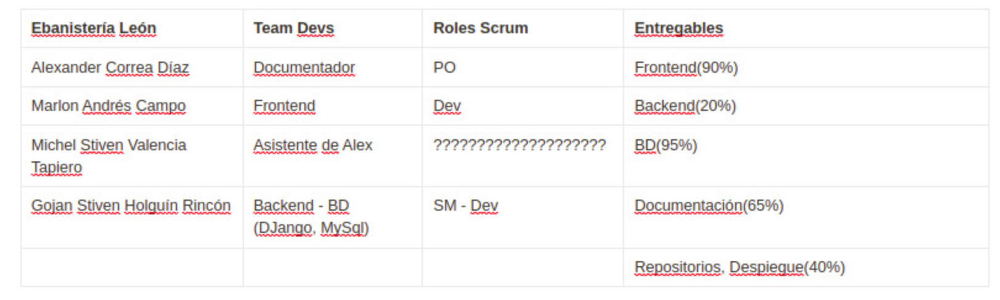 Ebanistería León Team Devs Roles Scrum Entregables
Alexander Correa Díaz Documentador PO Frontend(90%)
Marlon Andrés Campo Frontend Dev Backend(20%)
Michel Stiven Valencia Asistente de Alex ???????????????????? BD(95%)
Tapiero
Gojan Stiven Holguín Rincón Backend - BD SM - Dev Documentación(65%)
(DJango, MySql)
Repositorios, Despiegue(40%)